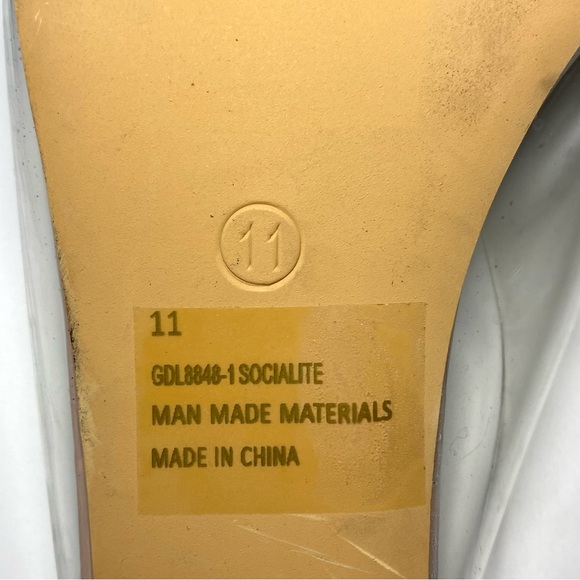 11
11
GDL8848-1 SOCIALITE
MAN MADE MATERIALS
MADE IN CHINA